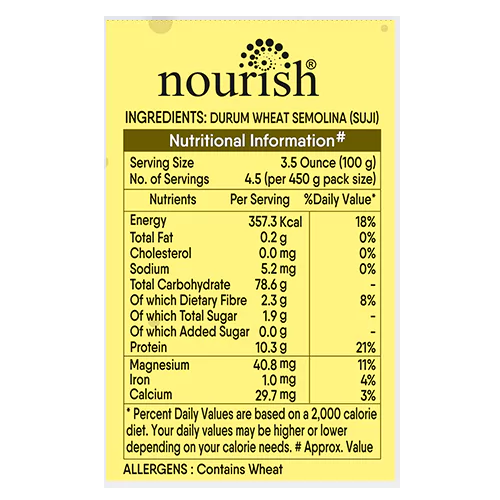 nourish®
INGREDIENTS: DURUM WHEAT SEMOLINA (SUJI)
Nutritional Information#
Serving Size 3.5 Ounce (100 g)
No. of Servings 4.5 (per 450 g pack size)
Nutrients Per Serving %Daily Value*
Energy 357.3 Kcal 18%
Total Fat 0.2 g 0%
Cholesterol 0.0 mg 0%
Sodium 5.2 mg 0%
Total Carbohydrate 78.6 g -
Of which Dietary Fibre 2.3 g 8%
Of which Total Sugar 1.9 g -
Of which Added Sugar 0.0 g -
Protein 10.3 g 21%
Magnesium 40.8 mg 11%
Iron 1.0 mg 4%
Calcium 29.7 mg 3%
* Percent Daily Values are based on a 2,000 calorie
diet. Your daily values may be higher or lower
depending on your calorie needs. # Approx. Value
ALLERGENS : Contains Wheat